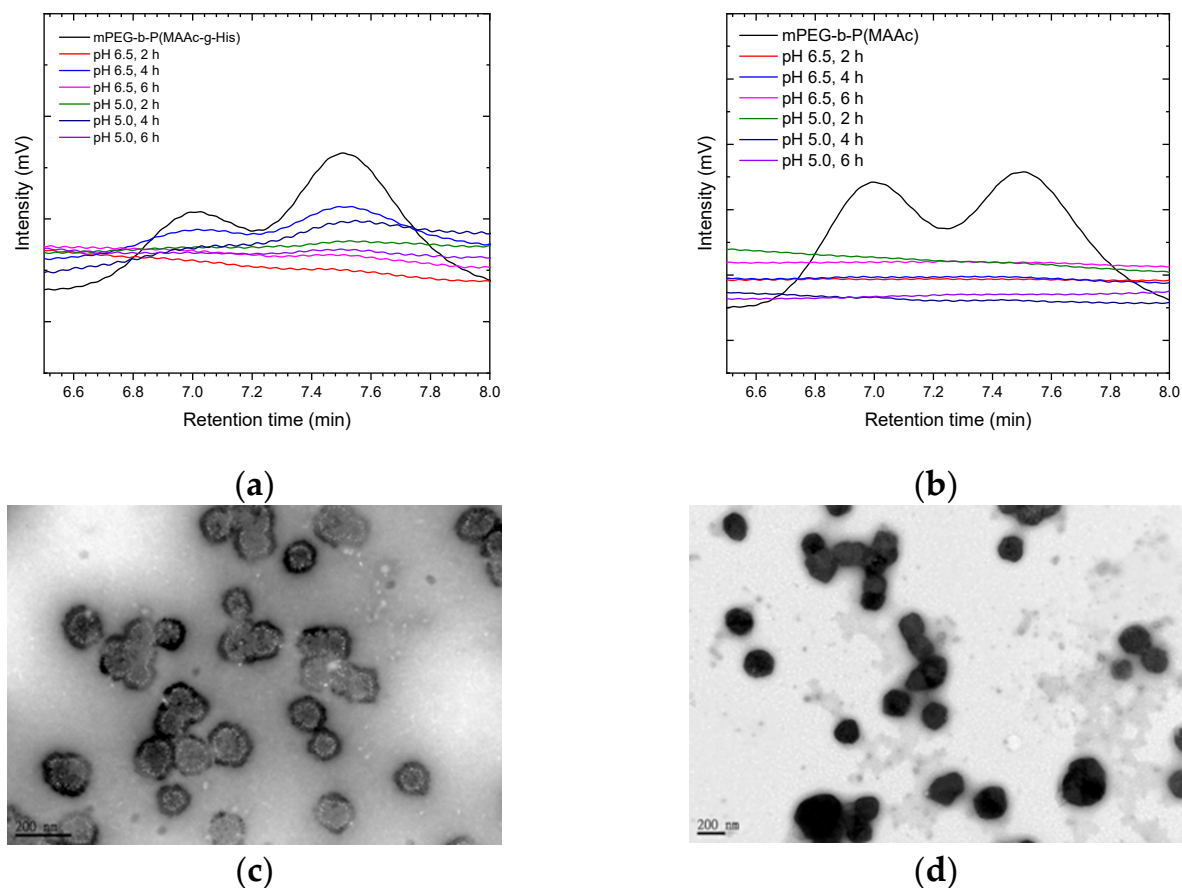 mPEG-b-P(MAAc-g-His)
pH 6.5, 2 h
pH 6.5, 4 h
pH 6.5, 6 h
pH 5.0, 2 h
pH 5.0, 4 h
pH 5.0, 6 h
Intensity (mV)
6.6 6.8 7.0 7.2 7.4 7.6 7.8 8.0
Retention time (min)
(a)
mPEG-b-P(MAAc)
pH 6.5, 2 h
pH 6.5, 4 h
pH 6.5, 6 h
pH 5.0, 2 h
pH 5.0, 4 h
pH 5.0, 6 h
Intensity (mV)
6.6 6.8 7.0 7.2 7.4 7.6 7.8 8.0
Retention time (min)
(b)
200 nm
(c)
200 nm
(d)